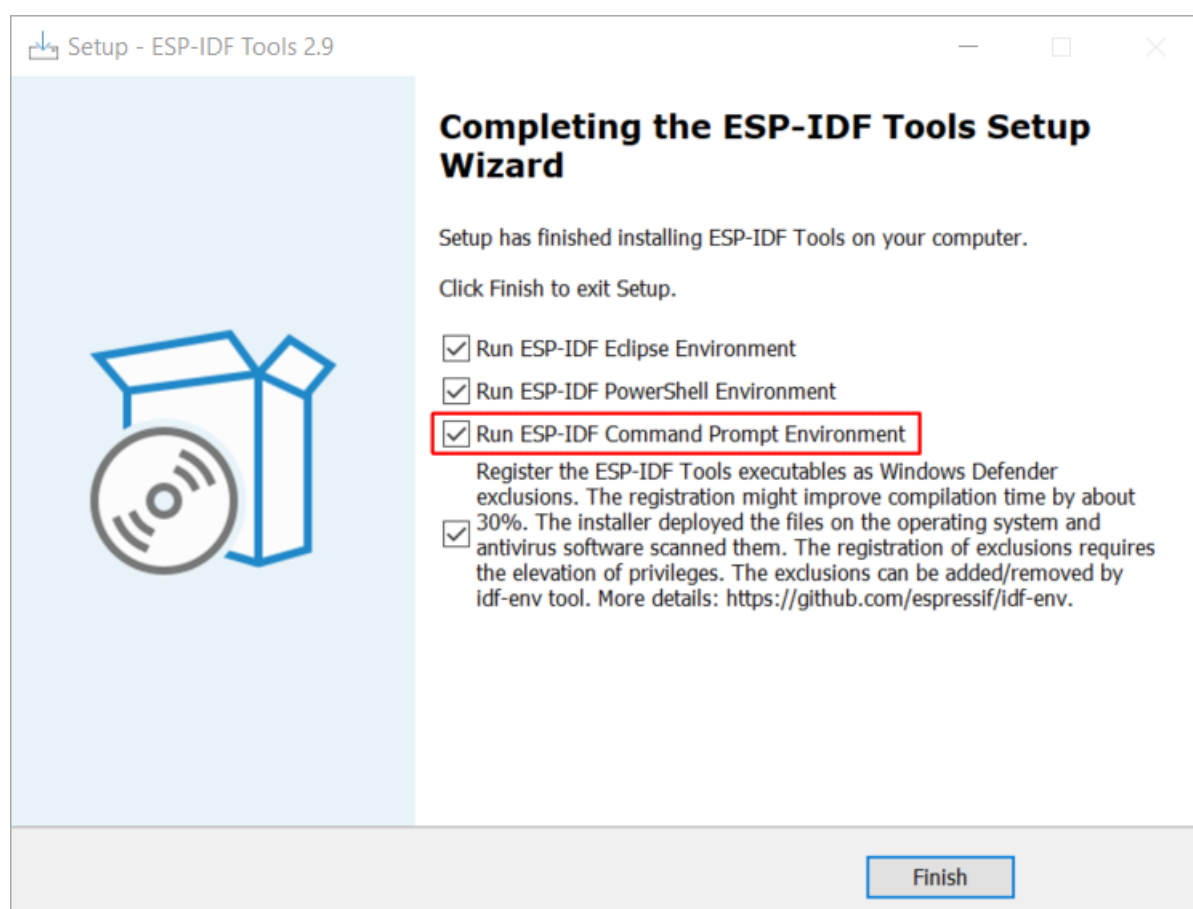 Setup - ESP-IDF Tools 2.9
Completing the ESP-IDF Tools Setup
Wizard
Setup has finished installing ESP-IDF Tools on your computer.
Click Finish to exit Setup.
Run ESP-IDF Eclipse Environment
Run ESP-IDF PowerShell Environment
Run ESP-IDF Command Prompt Environment
Register the ESP-IDF Tools executables as Windows Defender
exclusions. The registration might improve compilation time by about
30%. The installer deployed the files on the operating system and
antivirus software scanned them. The registration of exclusions requires
the elevation of privileges. The exclusions can be added/removed by
idf-env tool. More details: https://github.com/espressif/idf-env.
Finish